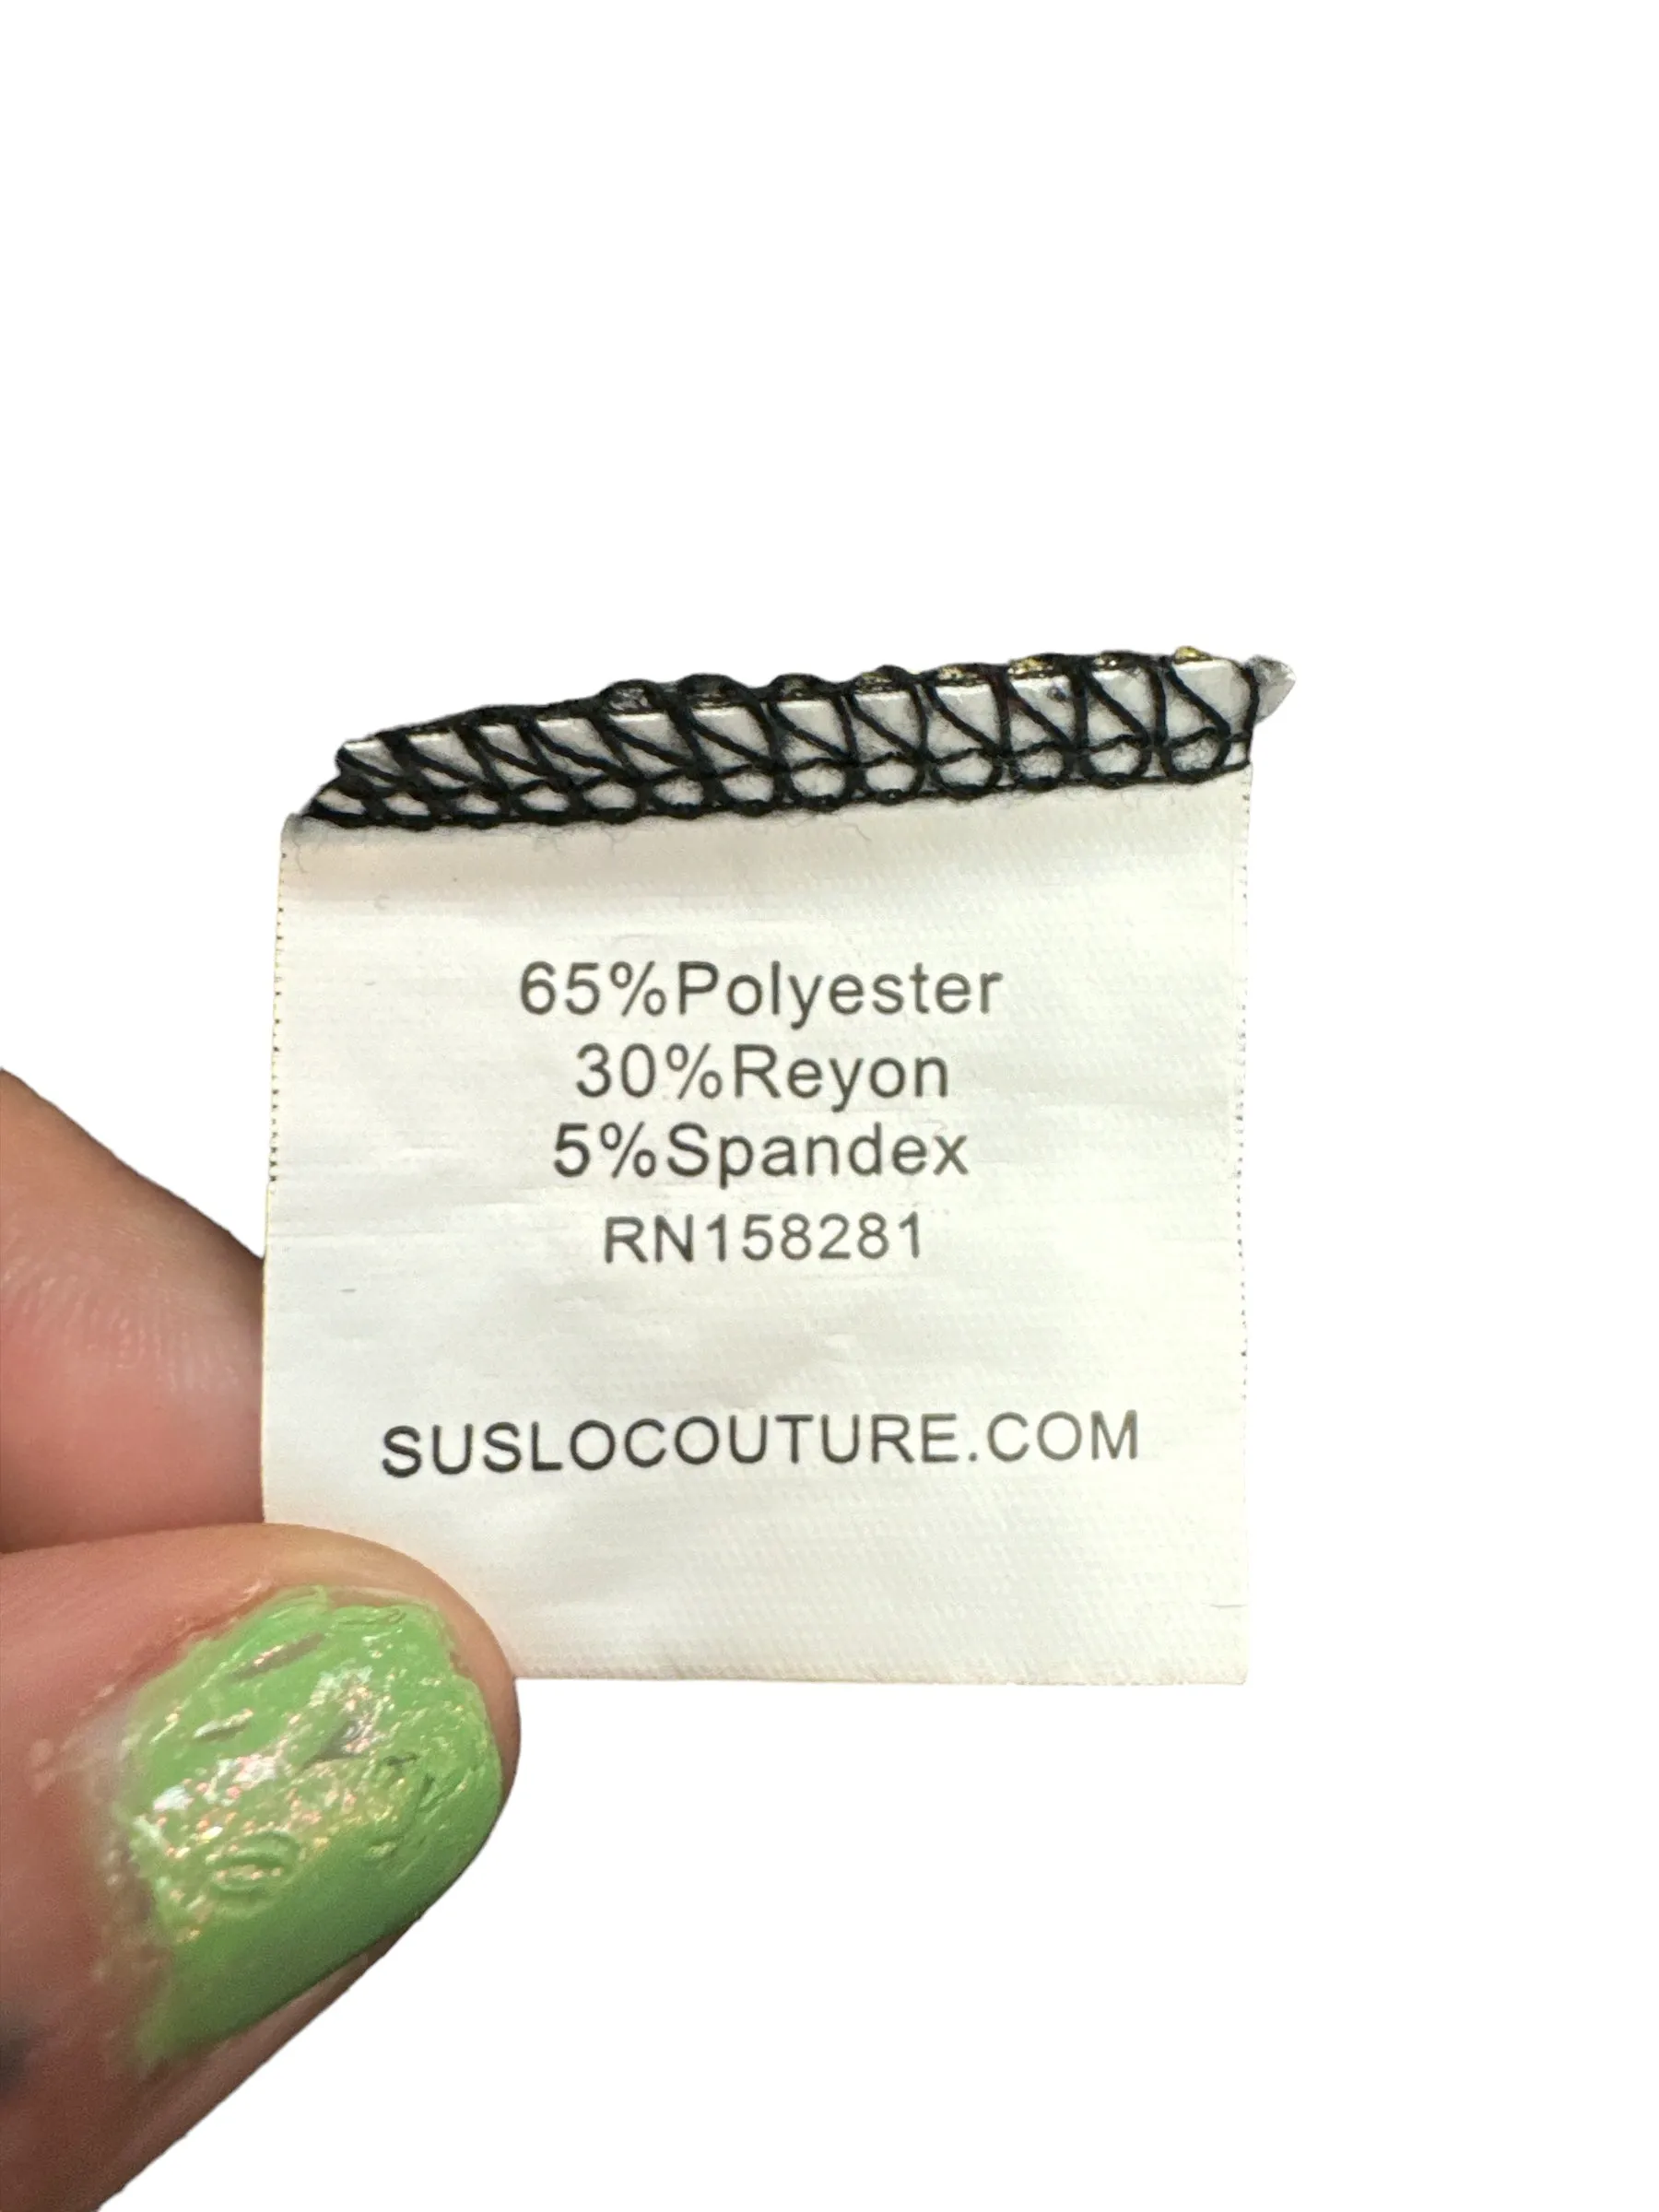 65%Polyester
30%Reyon
5%Spandex
RN158281
SUSLOCOUTURE.COM